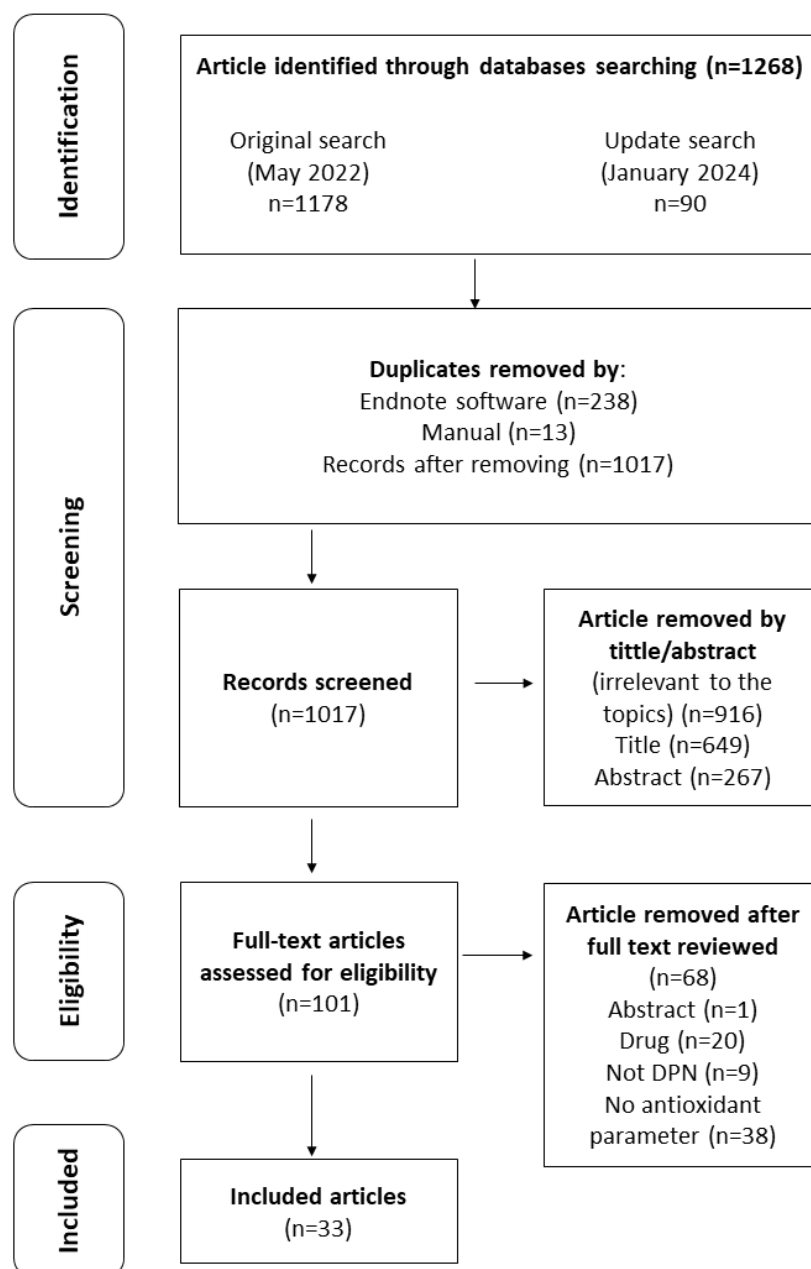 Identification
Article identified through databases searching (n=1268)
Original search
(May 2022)
n=1178
Update search
(January 2024)
n=90
Screening
Duplicates removed by:
Endnote software (n=238)
Manual (n=13)
Records after removing (n=1017)
Records screened
(n=1017)
Article removed by
tittle/abstract
(irrelevant to the
topics) (n=916)
Title (n=649)
Abstract (n=267)
Eligibility
Full-text articles
assessed for eligibility
(n=101)
Article removed after
full text reviewed
(n=68)
Abstract (n=1)
Drug (n=20)
Not DPN (n=9)
No antioxidant
parameter (n=38)
Included
Included articles
(n=33)